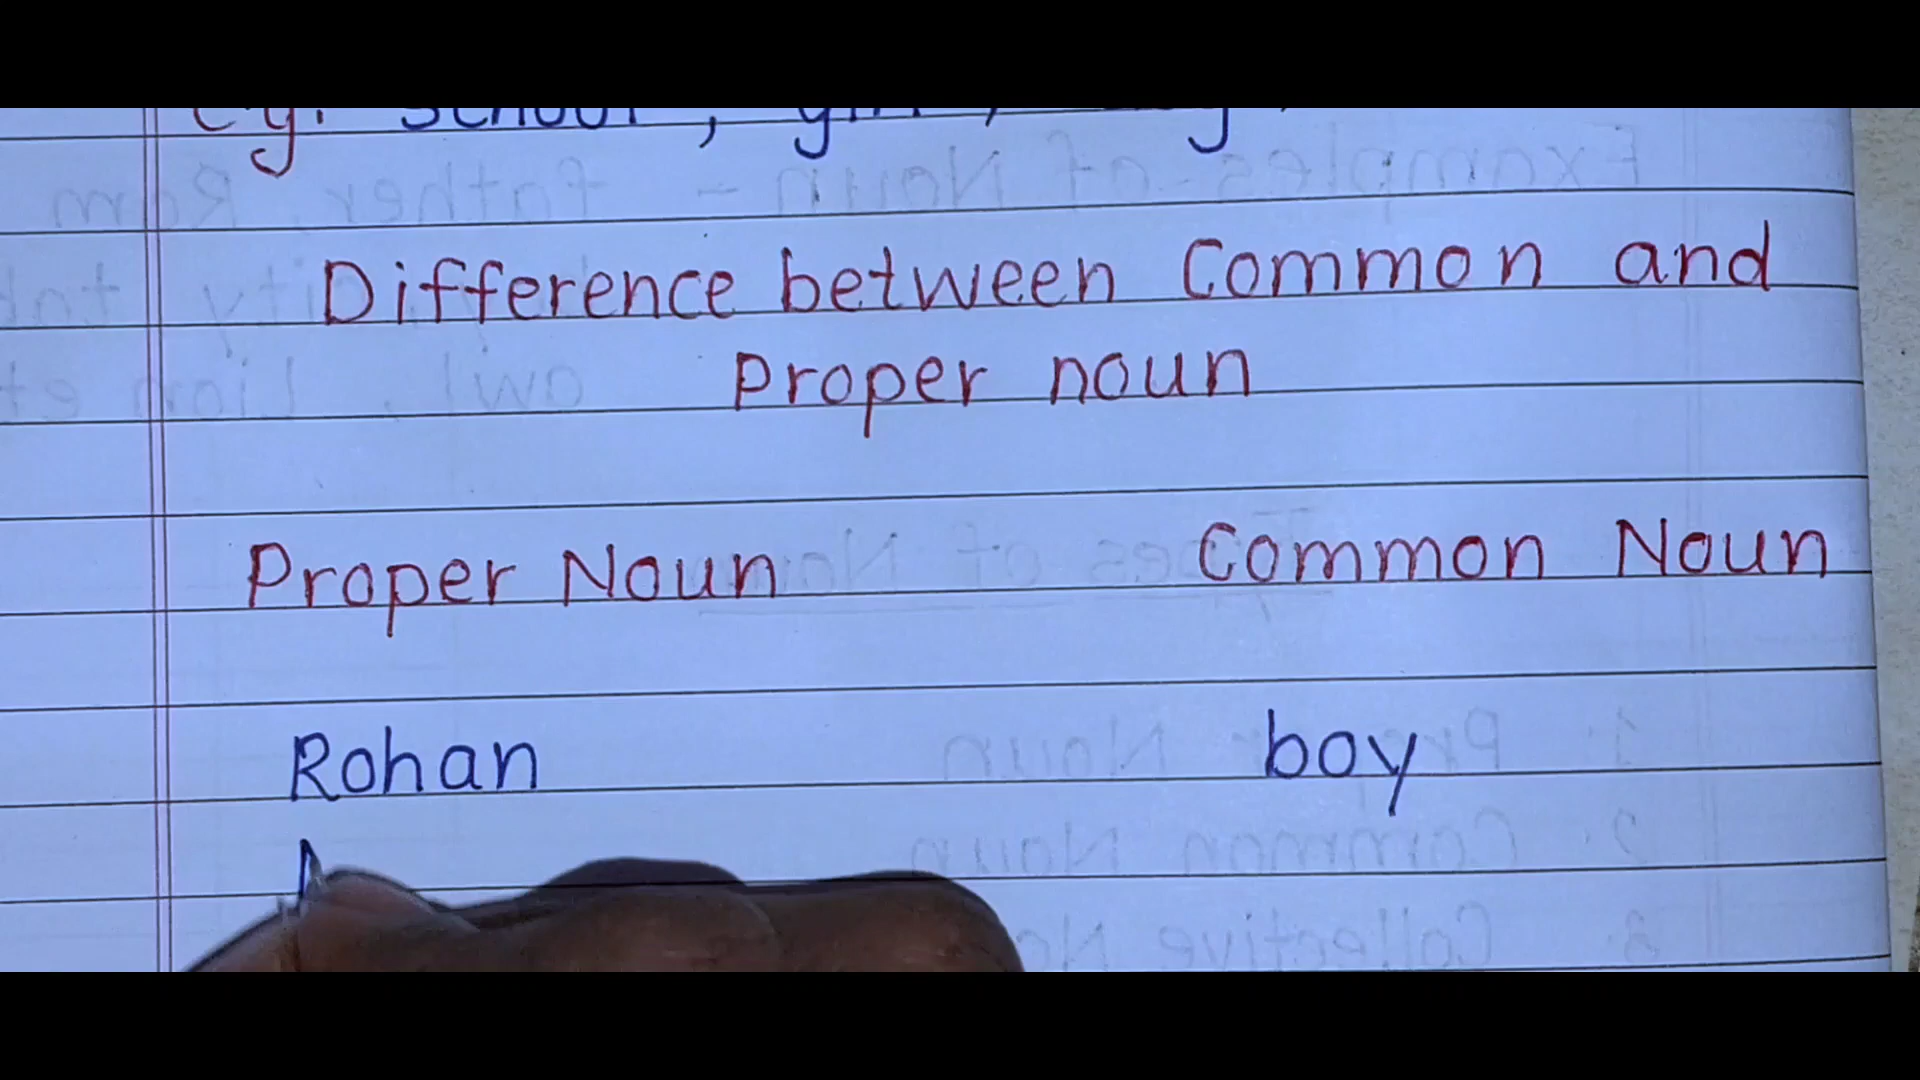 Difference between Common and
Proper noun
Proper Noun Common Noun
Rohan boy